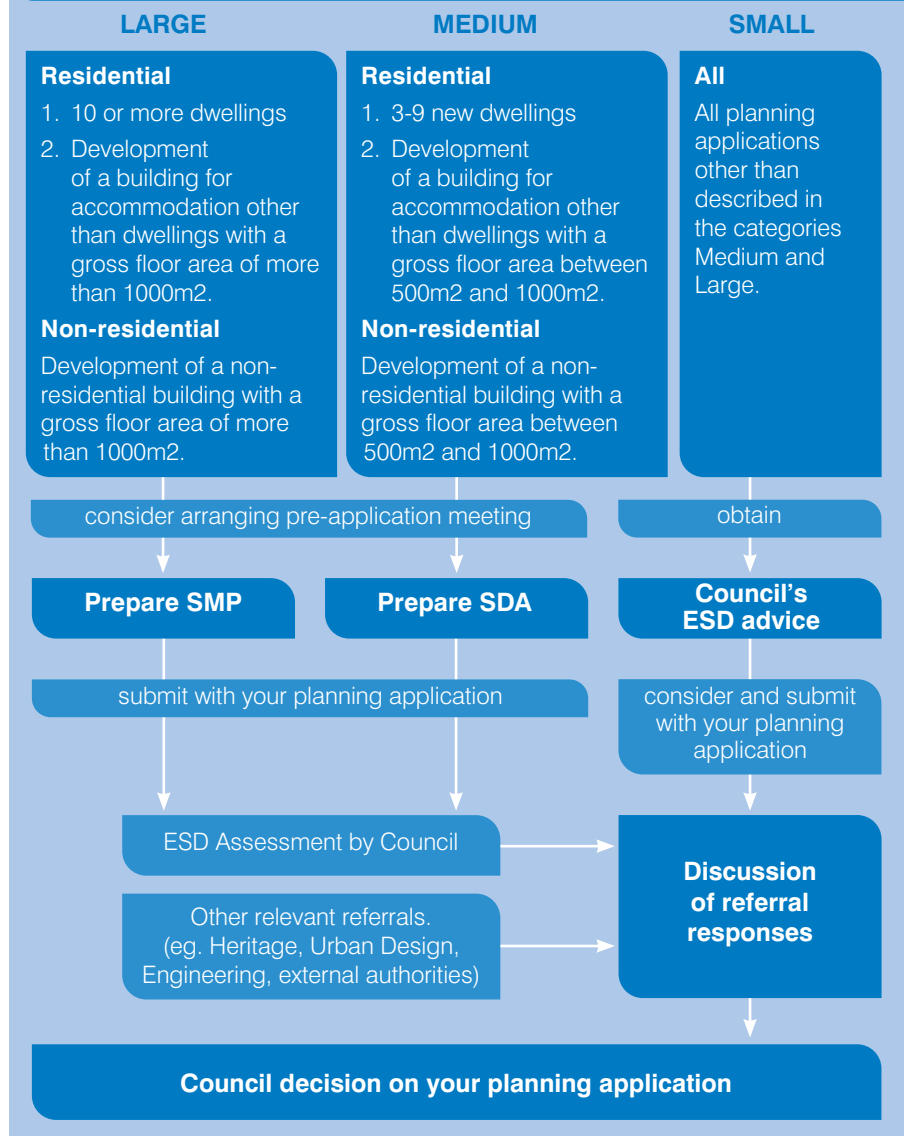 LARGE
MEDIUM
SMALL
Residential
1. 10 or more dwellings
2. Development
of a building for
accommodation other
than dwellings with a
gross floor area of more
than 1000m2.
Non-residential
Development of a non-
residential building with a
gross floor area of more
than 1000m2.
Residential
1. 3-9 new dwellings
2. Development
of a building for
accommodation other
than dwellings with a
gross floor area between
500m2 and 1000m2.
Non-residential
Development of a non-
residential building with a
gross floor area between
500m2 and 1000m2.
All
All planning
applications
other than
described in
the categories
Medium and
Large.
consider arranging pre-application meeting
obtain
Prepare SMP
Prepare SDA
Council's
ESD advice
submit with your planning application
consider and submit
with your planning
application
ESD Assessment by Council
Other relevant referrals.
(eg. Heritage, Urban Design,
Engineering, external authorities)
Discussion
of referral
responses
Council decision on your planning application